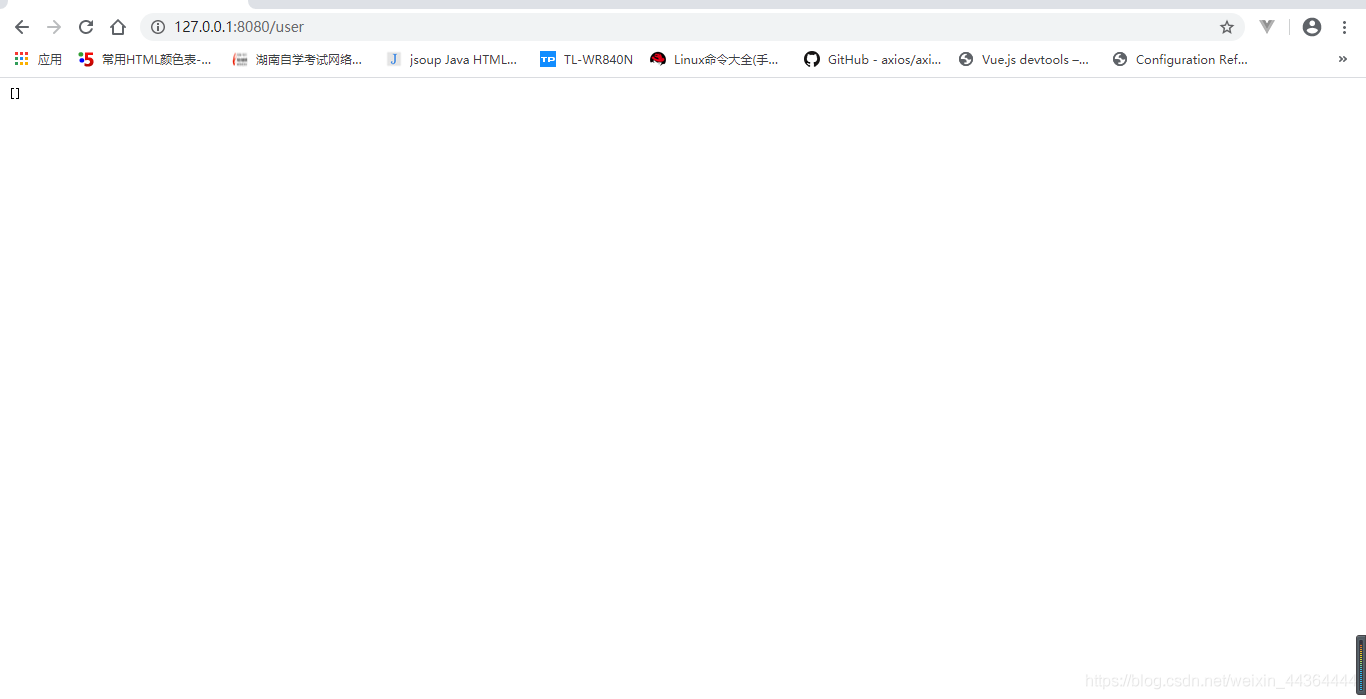 127.0.0.1:8080/user
应用
常用HTML颜色表-...
湖南自学考试网络...
J jsoup Java HTML...
TP TL-WR840N
Linux命令大全(手...
GitHub - axios/axi...
Vue.js devtools –...
Configuration Ref...
»
[]
https://blog.csdn.net/weixin_44364444